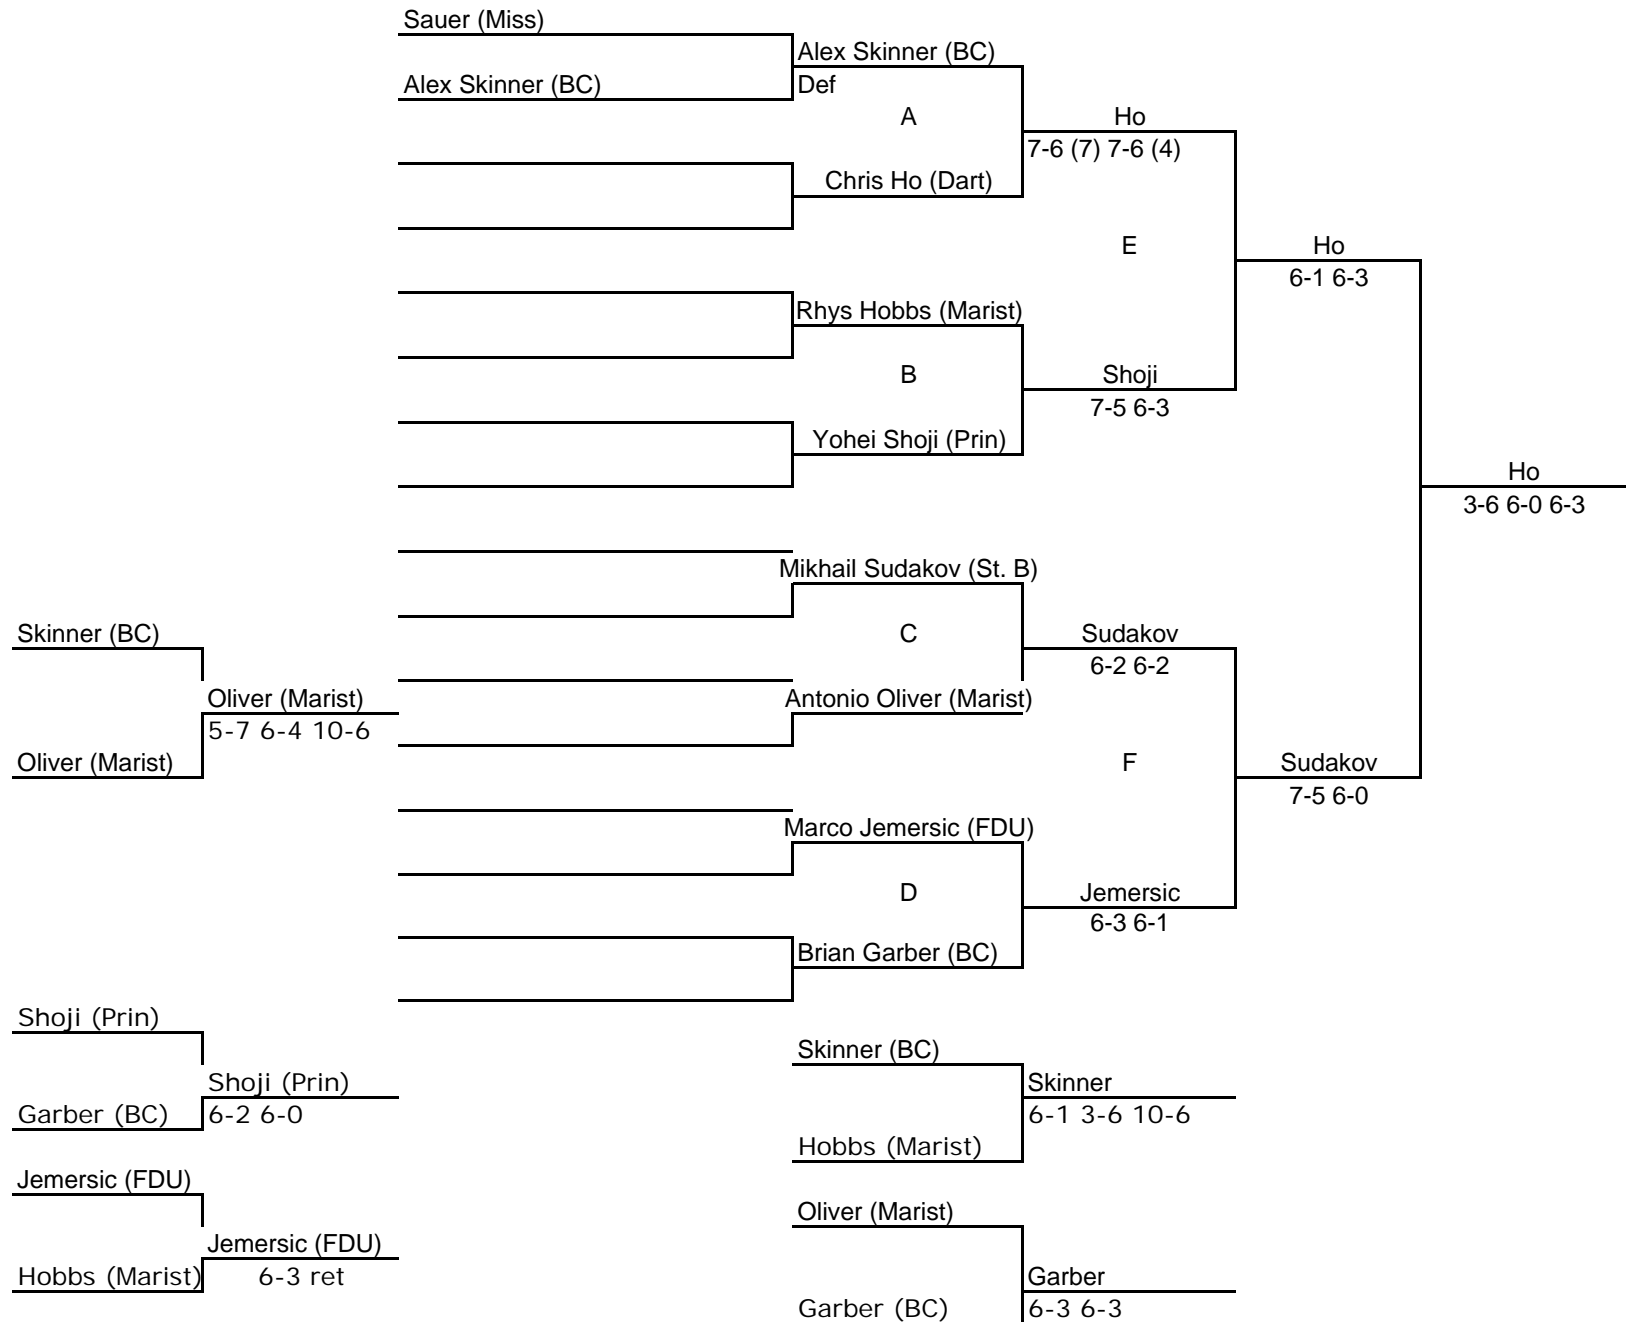 Sauer (Miss)
Alex Skinner (BC)
Alex Skinner (BC)
Def
A
Ho
7-6 (7) 7-6 (4)
Chris Ho (Dart)
E
Ho
6-1 6-3
Rhys Hobbs (Marist)
B
Shoji
7-5 6-3
Yohei Shoji (Prin)
Ho
3-6 6-0 6-3
Mikhail Sudakov (St. B)
Skinner (BC)
C
Sudakov
6-2 6-2
Oliver (Marist)
5-7 6-4 10-6
Antonio Oliver (Marist)
Oliver (Marist)
F
Sudakov
7-5 6-0
Marco Jemersic (FDU)
D
Jemersic
6-3 6-1
Brian Garber (BC)
Shoji (Prin)
Shoji (Prin)
Garber (BC)
6-2 6-0
Skinner (BC)
Skinner
6-1 3-6 10-6
Hobbs (Marist)
Jemersic (FDU)
Jemersic (FDU)
Hobbs (Marist)
6-3 ret
Oliver (Marist)
Garber
Garber (BC)
6-3 6-3